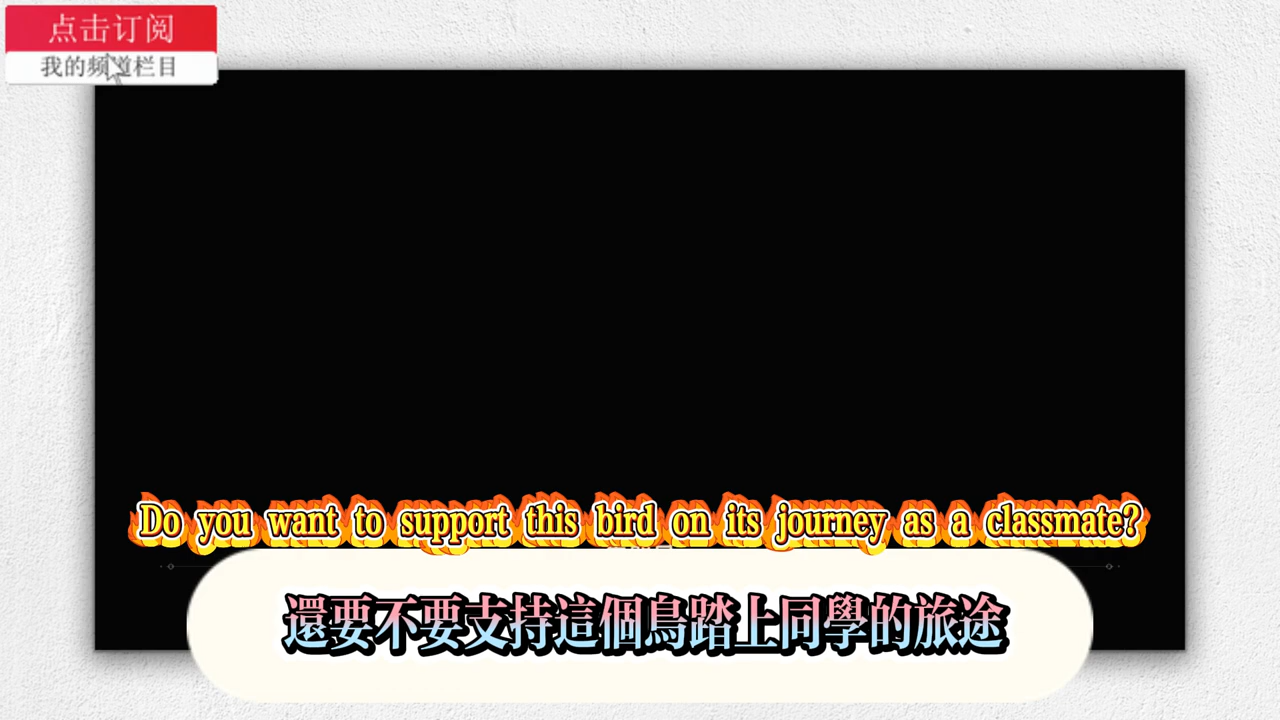 点击订阅
我的频道栏目
Do you want to support this bird on its journey as a classmate?
還要不要支持這個鳥踏上同學的旅途